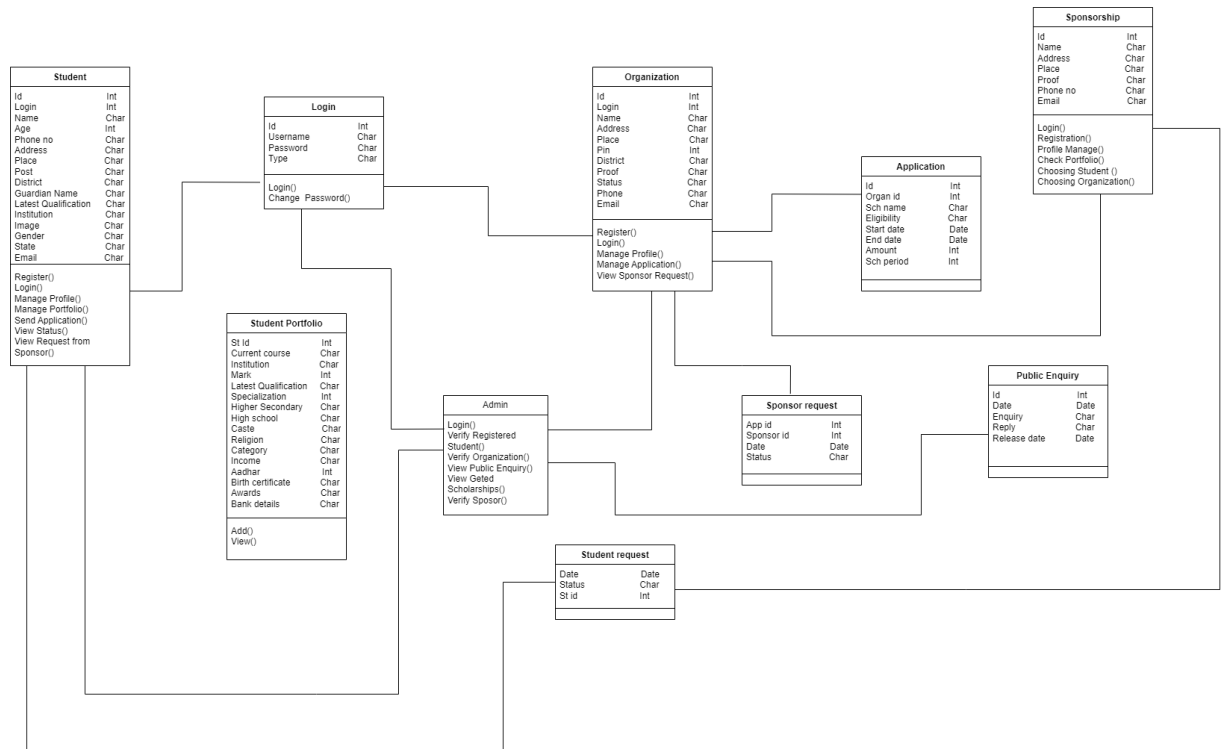 Student
Id Int
Login Int
Name Char
Age Int
Phone no Char
Address Char
Place Char
Post Char
District Char
Guardian Name Char
Latest Qualification Char
Institution Char
Image Char
Gender Char
State Char
Email Char
Register()
Login()
Manage Profile()
Manage Portfolio()
Send Application()
View Status()
View Request from
Sponsor()
Login
Id Int
Username Char
Password Char
Type Char
Login()
Change Password()
Organization
Id Int
Login Int
Name Char
Address Char
Place Char
Pin Int
District Char
Proof Char
Status Char
Phone Char
Email Char
Register()
Login()
Manage Profile()
Manage Application()
View Sponsor Request()
Application
Id Int
Organ id Int
Sch name Char
Eligibility Char
Start date Date
End date Date
Amount Int
Sch period Int
Sponsorship
Id Int
Name Char
Address Char
Place Char
Proof Char
Phone no Char
Email Char
Login()
Registration()
Profile Manage()
Check Portfolio()
Choosing Student ()
Choosing Organization()
Student Portfolio
St Id Int
Current course Char
Institution Char
Mark Int
Latest Qualification Char
Specialization Int
Higher Secondary Char
High school Char
Caste Char
Religion Char
Category Char
Income Char
Aadhar Int
Birth certificate Char
Awards Char
Bank details Char
Add()
View()
Admin
Login()
Verify Registered
Student()
Verify Organization()
View Public Enquiry()
View Geted
Scholarships()
Verify Sposor()
Sponsor request
App id Int
Sponsor id Int
Date Date
Status Char
Public Enquiry
Id Int
Date Date
Enquiry Char
Reply Char
Release date Date
Student request
Date Date
Status Char
St id Int